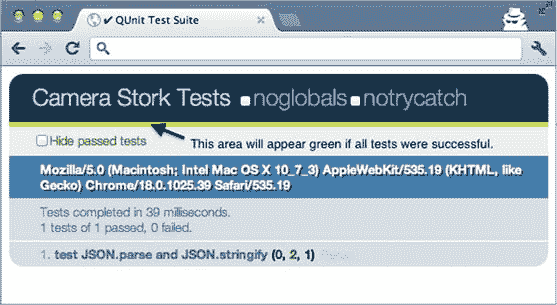 ✔ QUnit Test Suite
Camera Stork Tests noglobals notrycatch
Hide passed tests
This area will appear green if all tests were successful.
Mozilla/5.0 (Macintosh; Intel Mac OS X 10_7_3) AppleWebKit/535.19 (KHTML, like
Gecko) Chrome/18.0.1025.39 Safari/535.19
Tests completed in 39 milliseconds.
1 tests of 1 passed, 0 failed.
1. test JSON.parse and JSON.stringify (0, 2, 1)